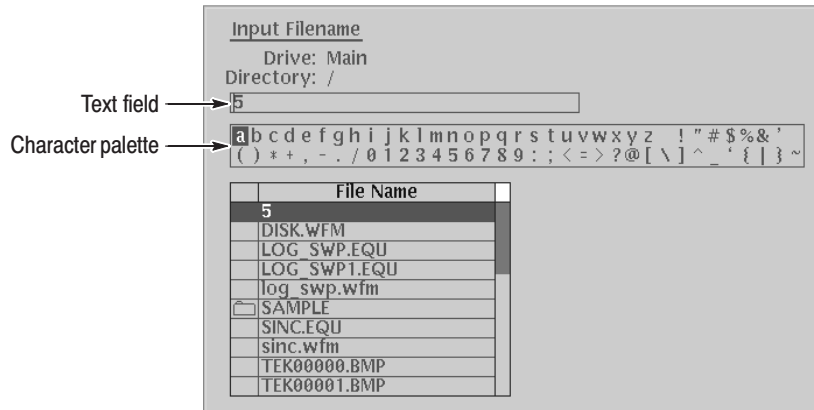 Input Filename
Drive: Main
Directory: /
Text field
5
Character palette
a b c d e f g h i j k l m n o p q r s t u v w x y z ! " # $ % & '
( ) * + , - . / 0 1 2 3 4 5 6 7 8 9 : ; < = > ? @ [ \ ] ^ _ ‘ { | } ~
File Name
5
DISK.WFM
LOG_SWP.EQU
LOG_SWP1.EQU
log_swp.wfm
SAMPLE
SINC.EQU
sinc.wfm
TEK00000.BMP
TEK00001.BMP